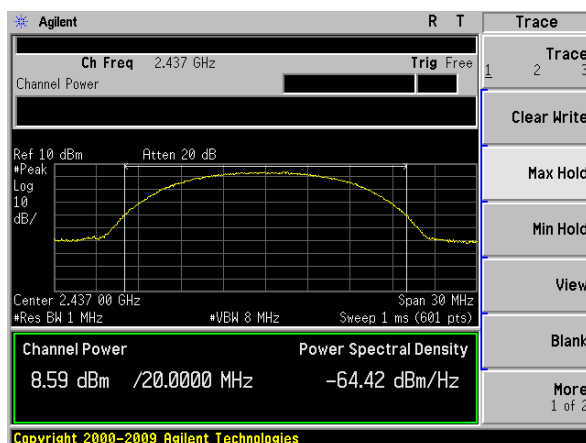 Agilent R T
Ch Freq 2.437 GHz Trig Free
Channel Power
Ref 10 dBm Atten 20 dB
#Peak
Log
10
dB/
Center 2.437 00 GHz Span 30 MHz
#Res BW 1 MHz #VBW 8 MHz Sweep 1 ms (601 pts)
Channel Power Power Spectral Density
8.59 dBm /20.0000 MHz -64.42 dBm/Hz
Copyright 2000-2009 Agilent Technologies
Trace
Trace
1 2 3
Clear Write
Max Hold
Min Hold
View
Blank
More
1 of 2